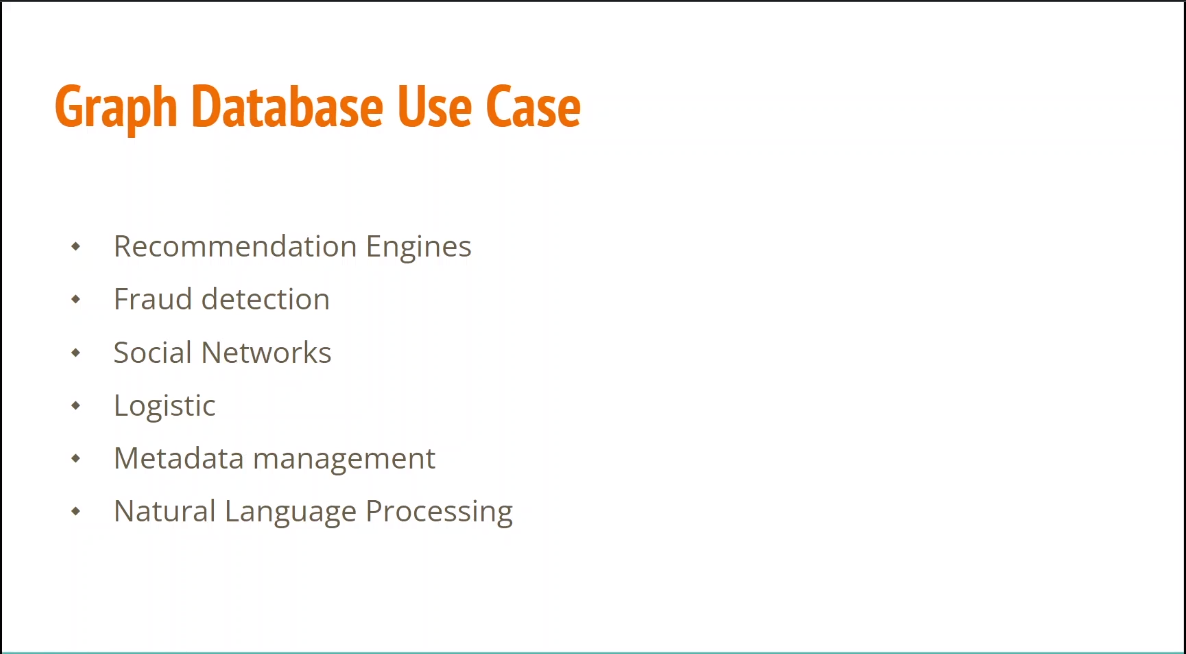 Graph Database Use Case
Recommendation Engines
Fraud detection
Social Networks
Logistic
Metadata management
Natural Language Processing